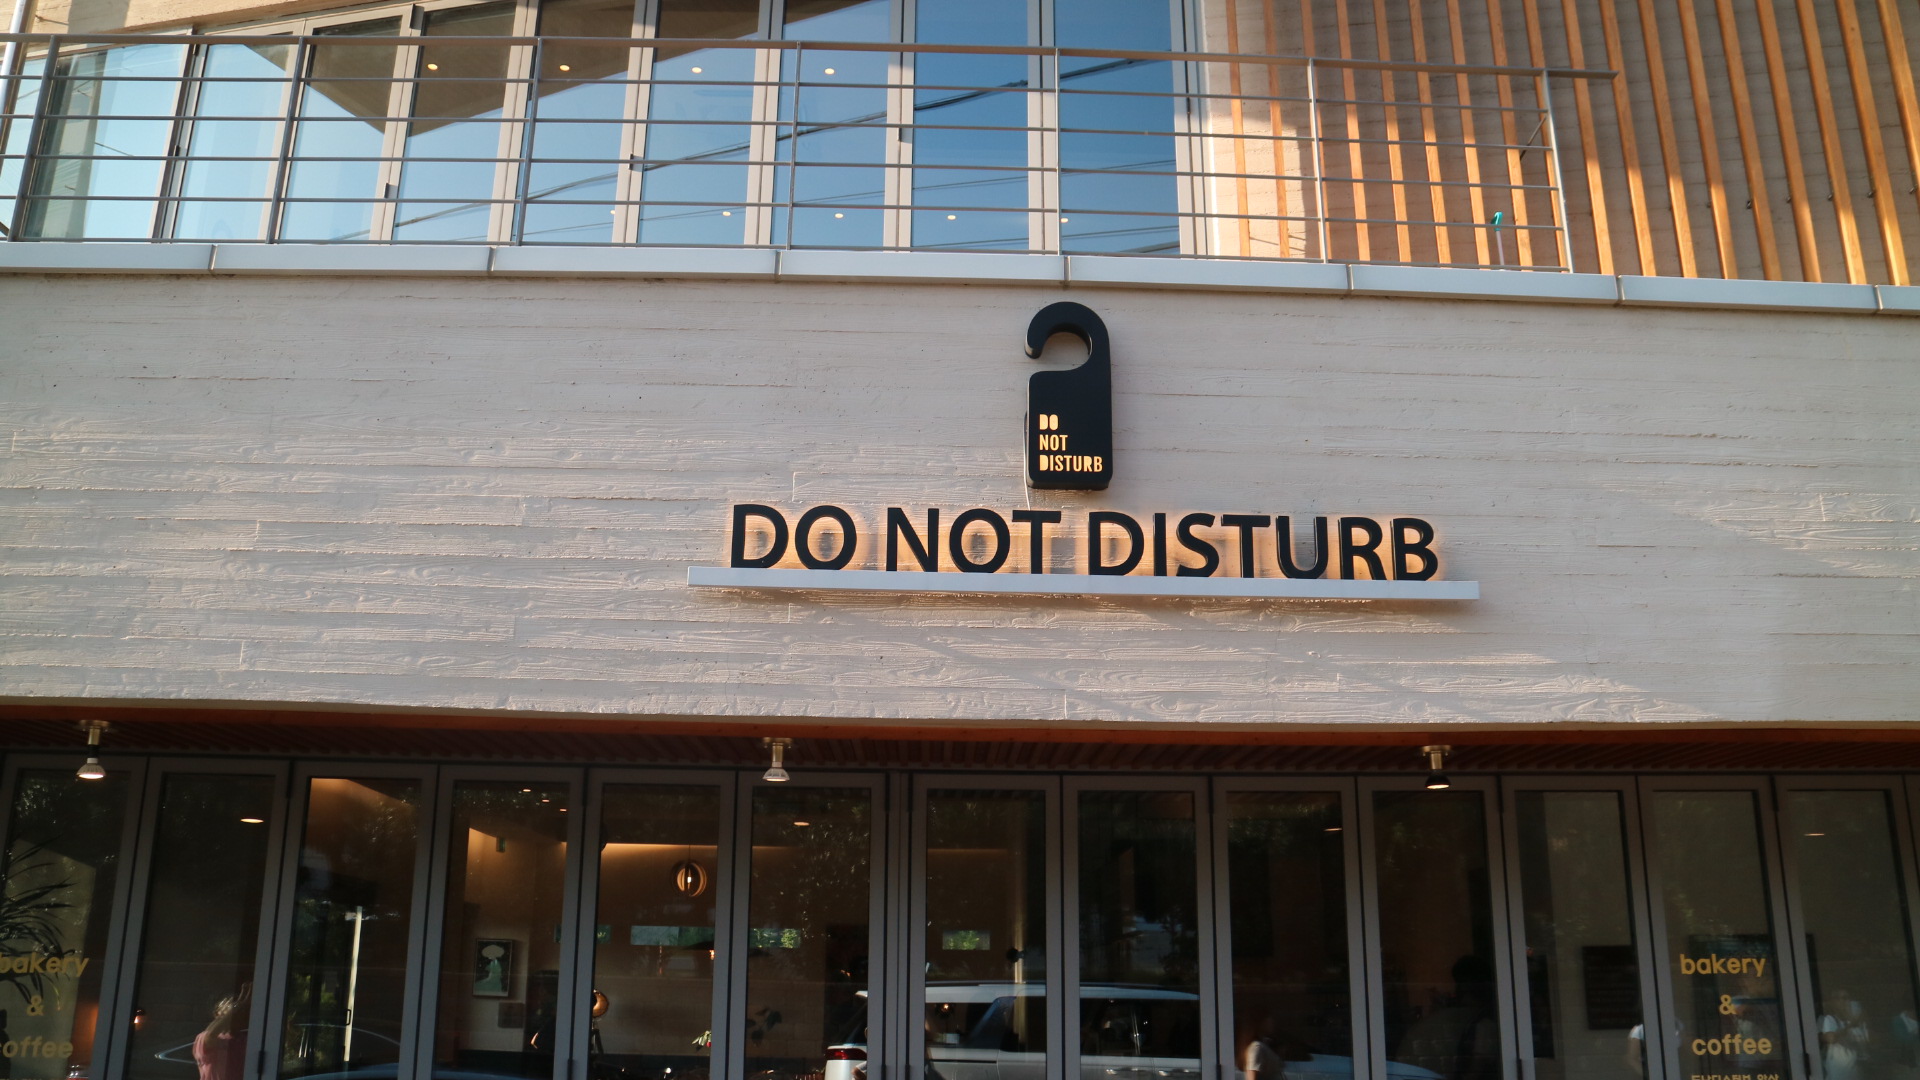 DO
NOT
DISTURB
DO NOT DISTURB
bakery
&
coffee
bakery
&
coffee